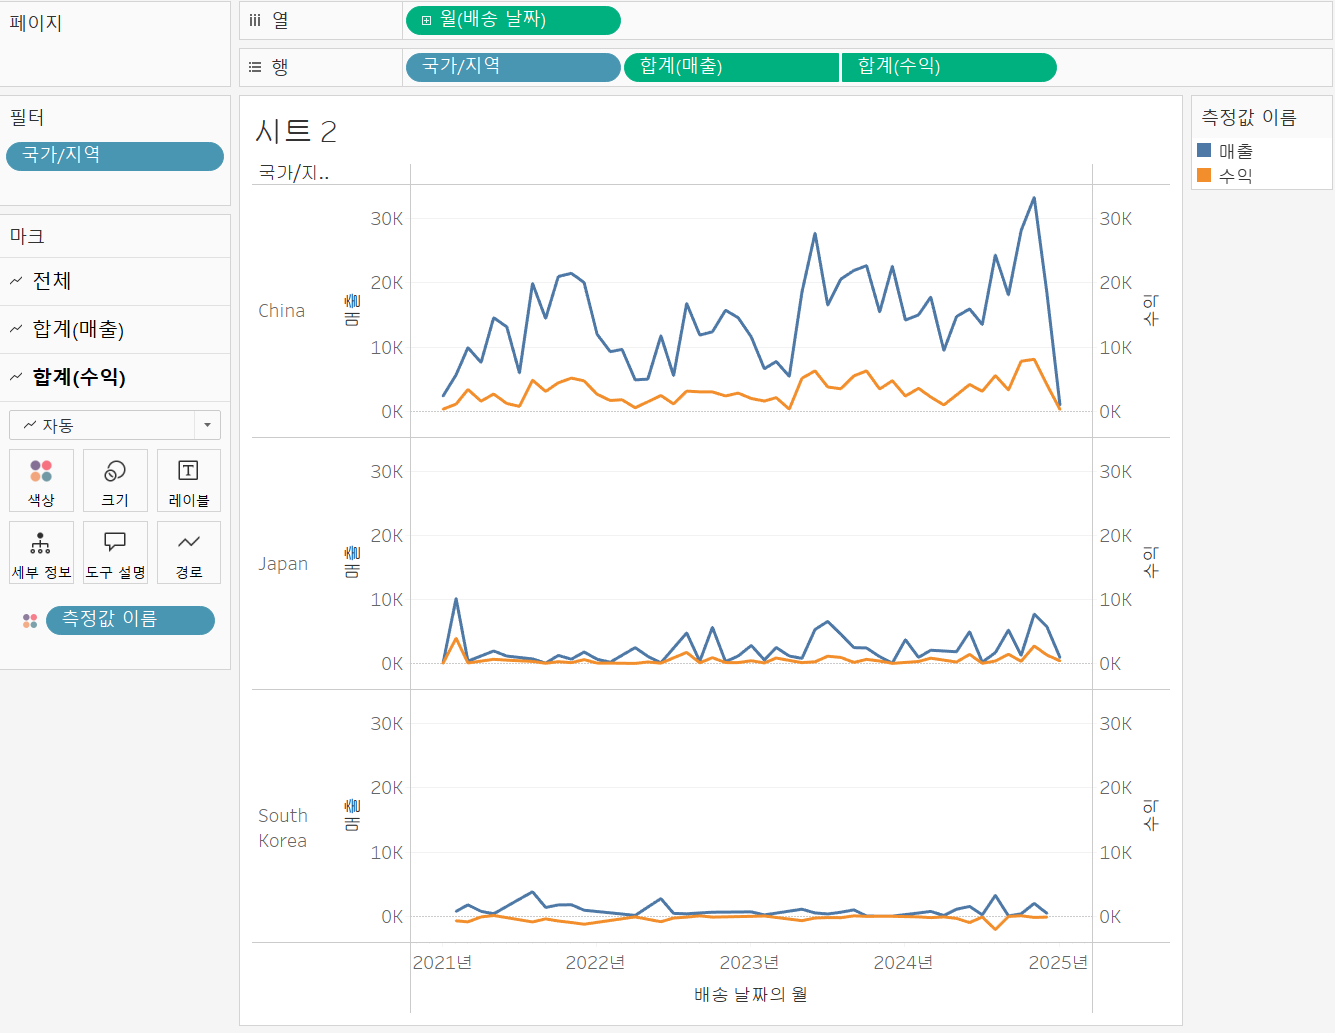 페이지
열
월(배송 날짜)
행
국가/지역
합계(매출)
합계(수익)
필터
국가/지역
마크
전체
합계(매출)
합계(수익)
자동
색상
크기
레이블
세부 정보
도구 설명
경로
측정값 이름
시트 2
국가/지..
China
매출
30K
20K
10K
0K
30K
20K
10K
0K
수익
Japan
매출
30K
20K
10K
0K
30K
20K
10K
0K
수익
South
Korea
매출
30K
20K
10K
0K
30K
20K
10K
0K
수익
2021년
2022년
2023년
2024년
2025년
배송 날짜의 월
측정값 이름
매출
수익